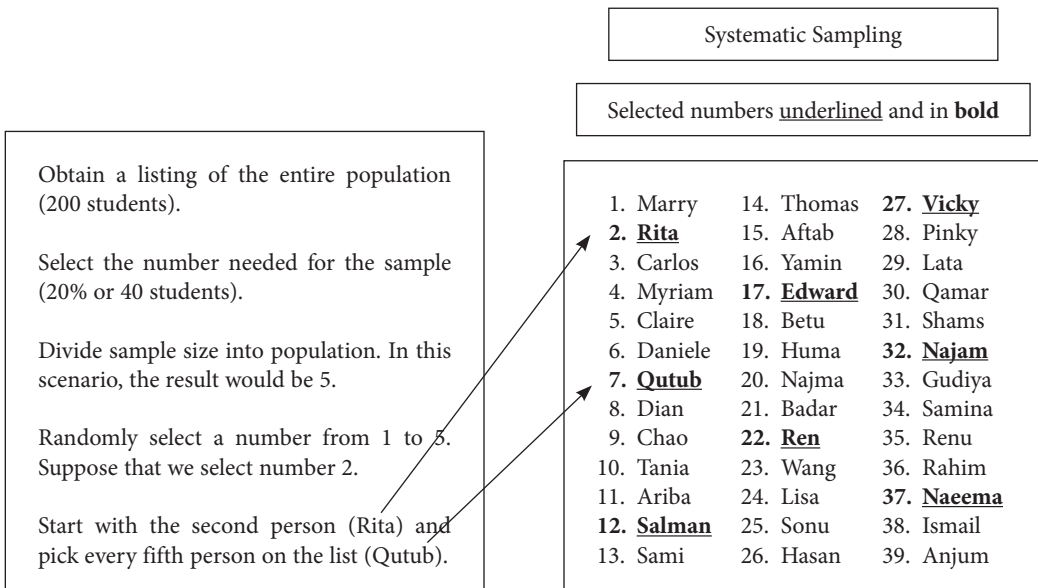 Systematic Sampling
Selected numbers underlined and in bold
Obtain a listing of the entire population
(200 students).
Select the number needed for the sample
(20% or 40 students).
Divide sample size into population. In this
scenario, the result would be 5.
Randomly select a number from 1 to 5.
Suppose that we select number 2.
Start with the second person (Rita) and
pick every fifth person on the list (Qutub).
1. Marry
2. Rita
3. Carlos
4. Myriam
5. Claire
6. Daniele
7. Qutub
8. Dian
9. Chao
10. Tania
11. Ariba
12. Salman
13. Sami
14. Thomas
15. Aftab
16. Yamin
17. Edward
18. Betu
19. Huma
20. Najma
21. Badar
22. Ren
23. Wang
24. Lisa
25. Sonu
26. Hasan
27. Vicky
28. Pinky
29. Lata
30. Qamar
31. Shams
32. Najam
33. Gudiya
34. Samina
35. Renu
36. Rahim
37. Naeema
38. Ismail
39. Anjum